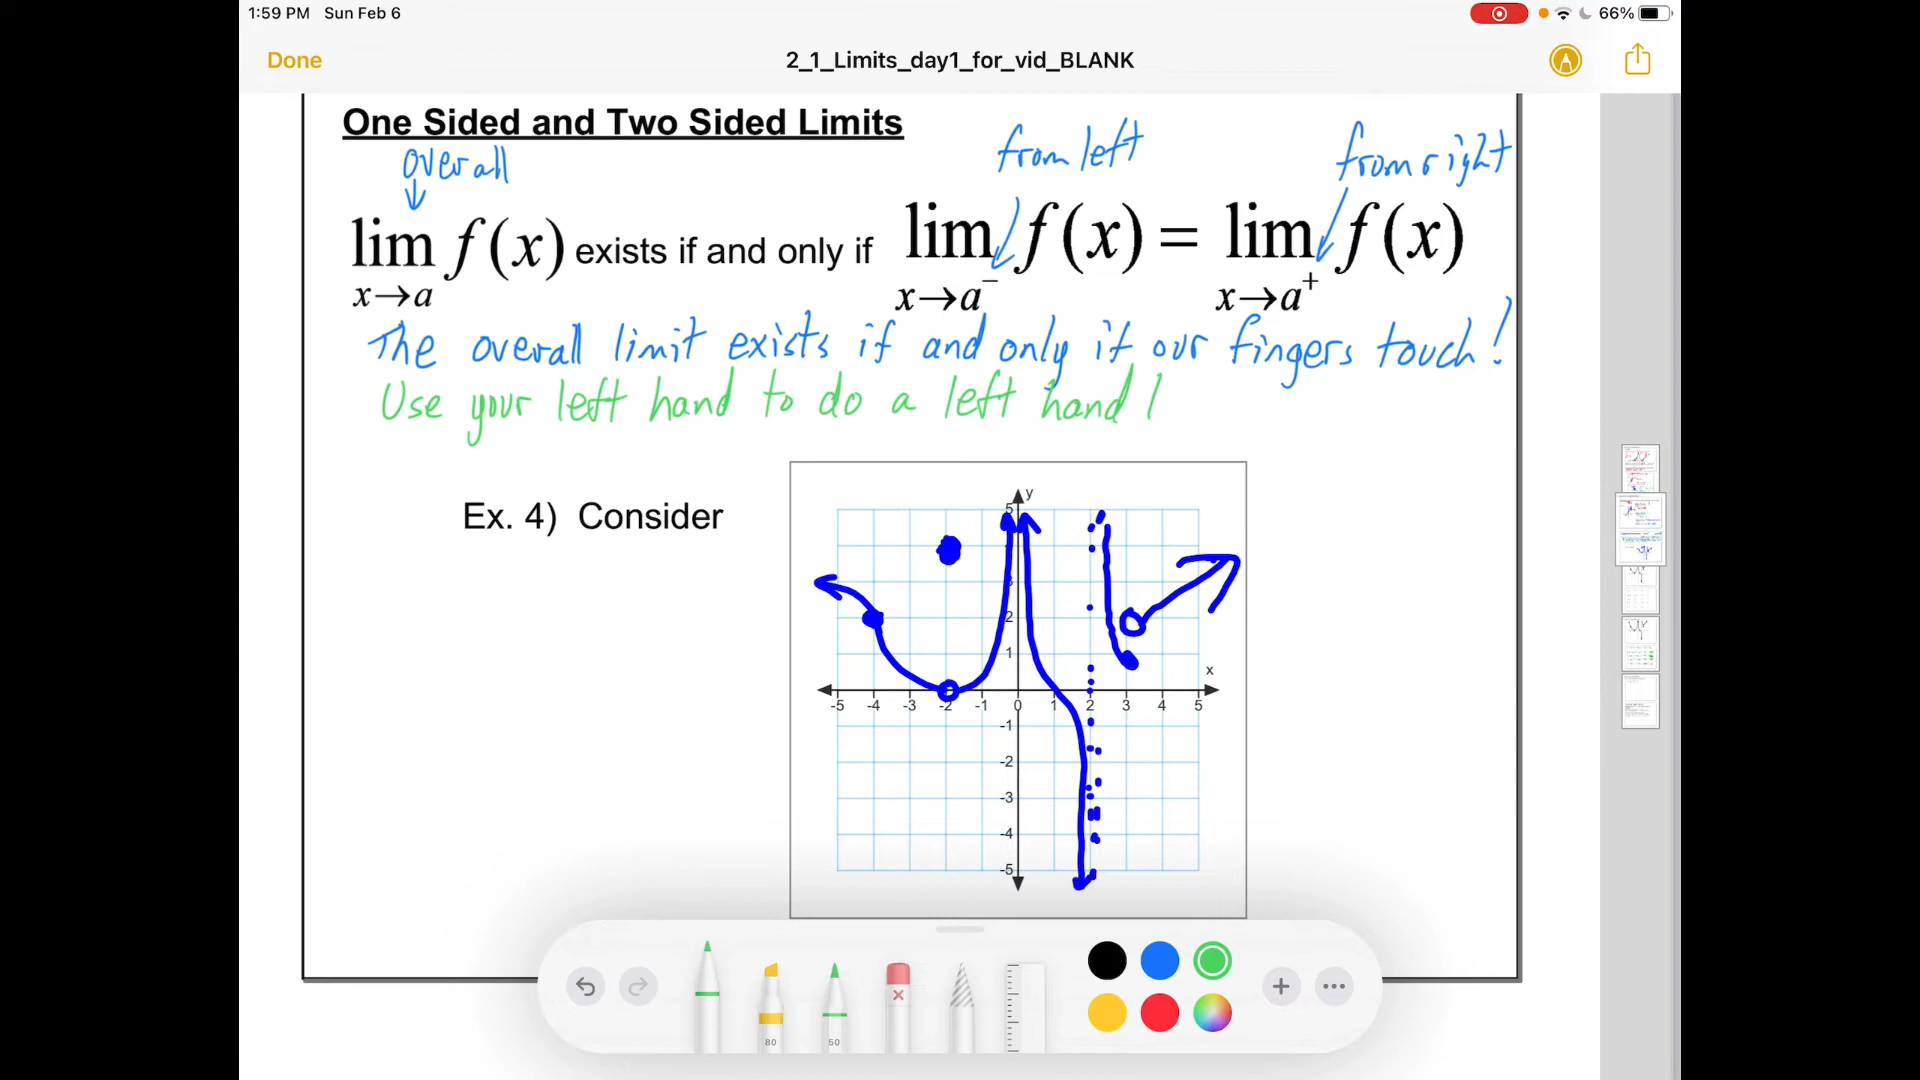 1:59 PM Sun Feb 6 66%
Done 2_1_Limits_day1_for_vid_BLANK
One Sided and Two Sided Limits
overall from left from right
lim f(x) exists if and only if lim f(x) = lim f(x)
x→a x→a⁻ x→a⁺
The overall limit exists if and only if our fingers touch!
Use your left hand to do a left hand l
Ex. 4) Consider
y
5
3
2
1
x
-5 -4 -3 -2 -1 0 1 2 3 4 5
-1
-2
-3
-4
-5
80 50